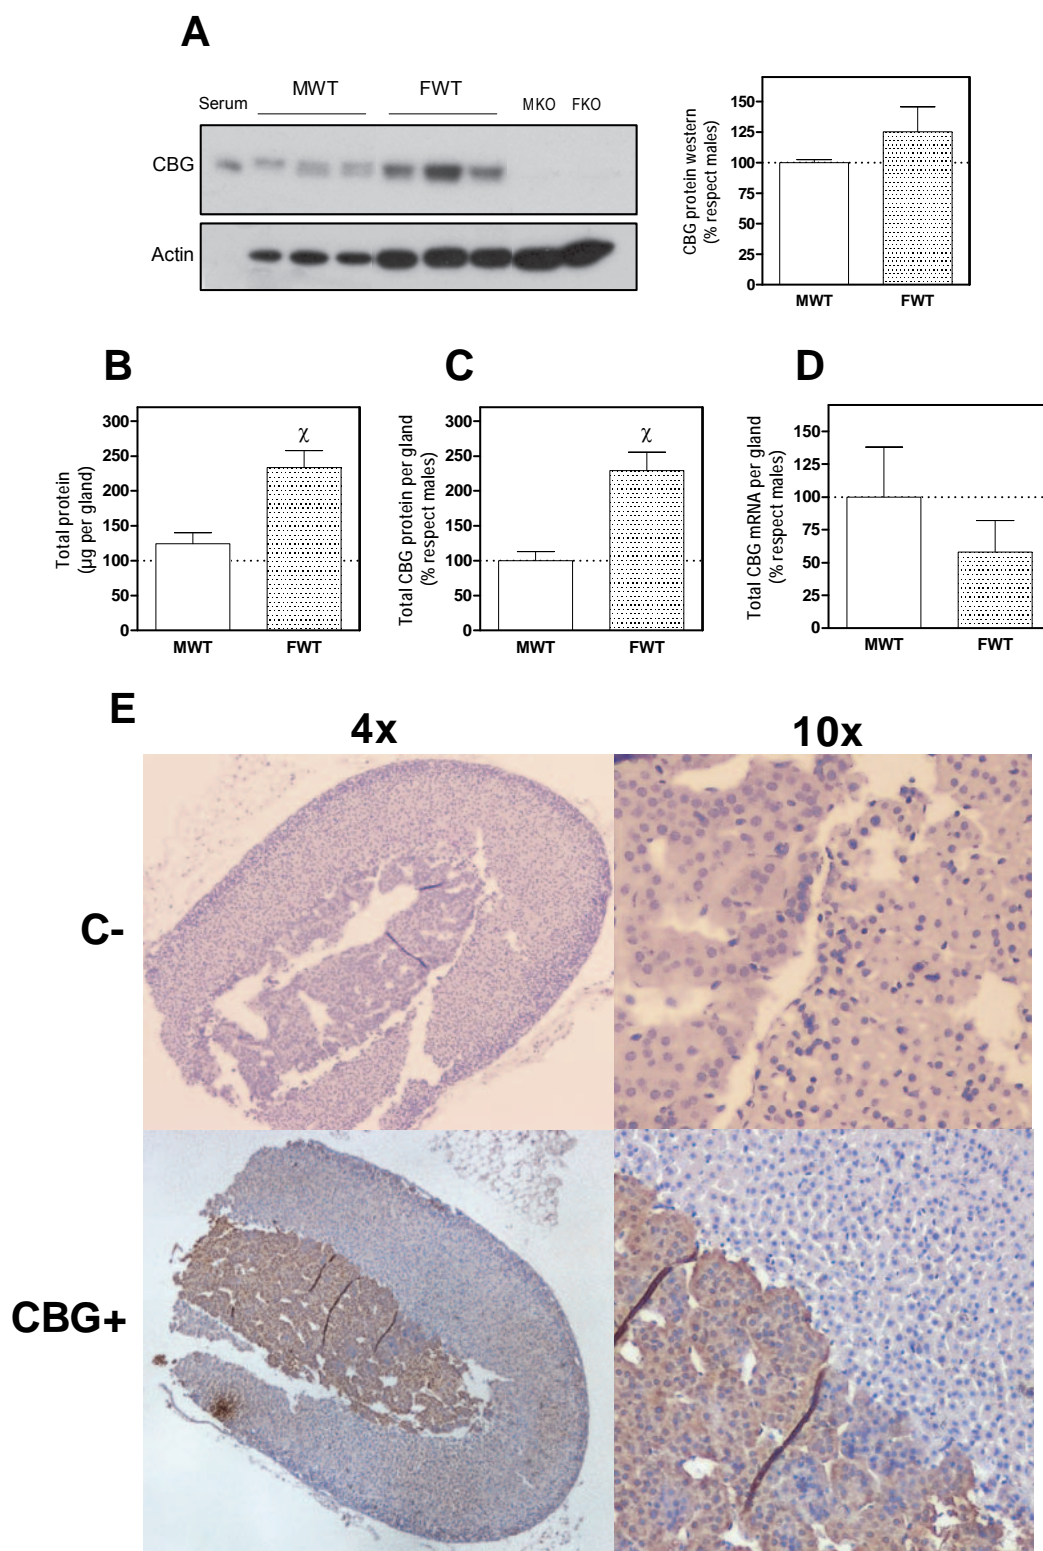 A
Serum
MWT
FWT
MKO
FKO
CBG
Actin
CBG protein western
(% respect males)
150
125
100
75
50
25
0
MWT
FWT
B
Total protein
(µg per gland)
300
250
200
150
100
50
0
χ
MWT
FWT
C
Total CBG protein per gland
(% respect males)
300
250
200
150
100
50
0
χ
MWT
FWT
D
Total CBG mRNA per gland
(% respect males)
150
125
100
75
50
25
0
MWT
FWT
E
4x
10x
C-
CBG+